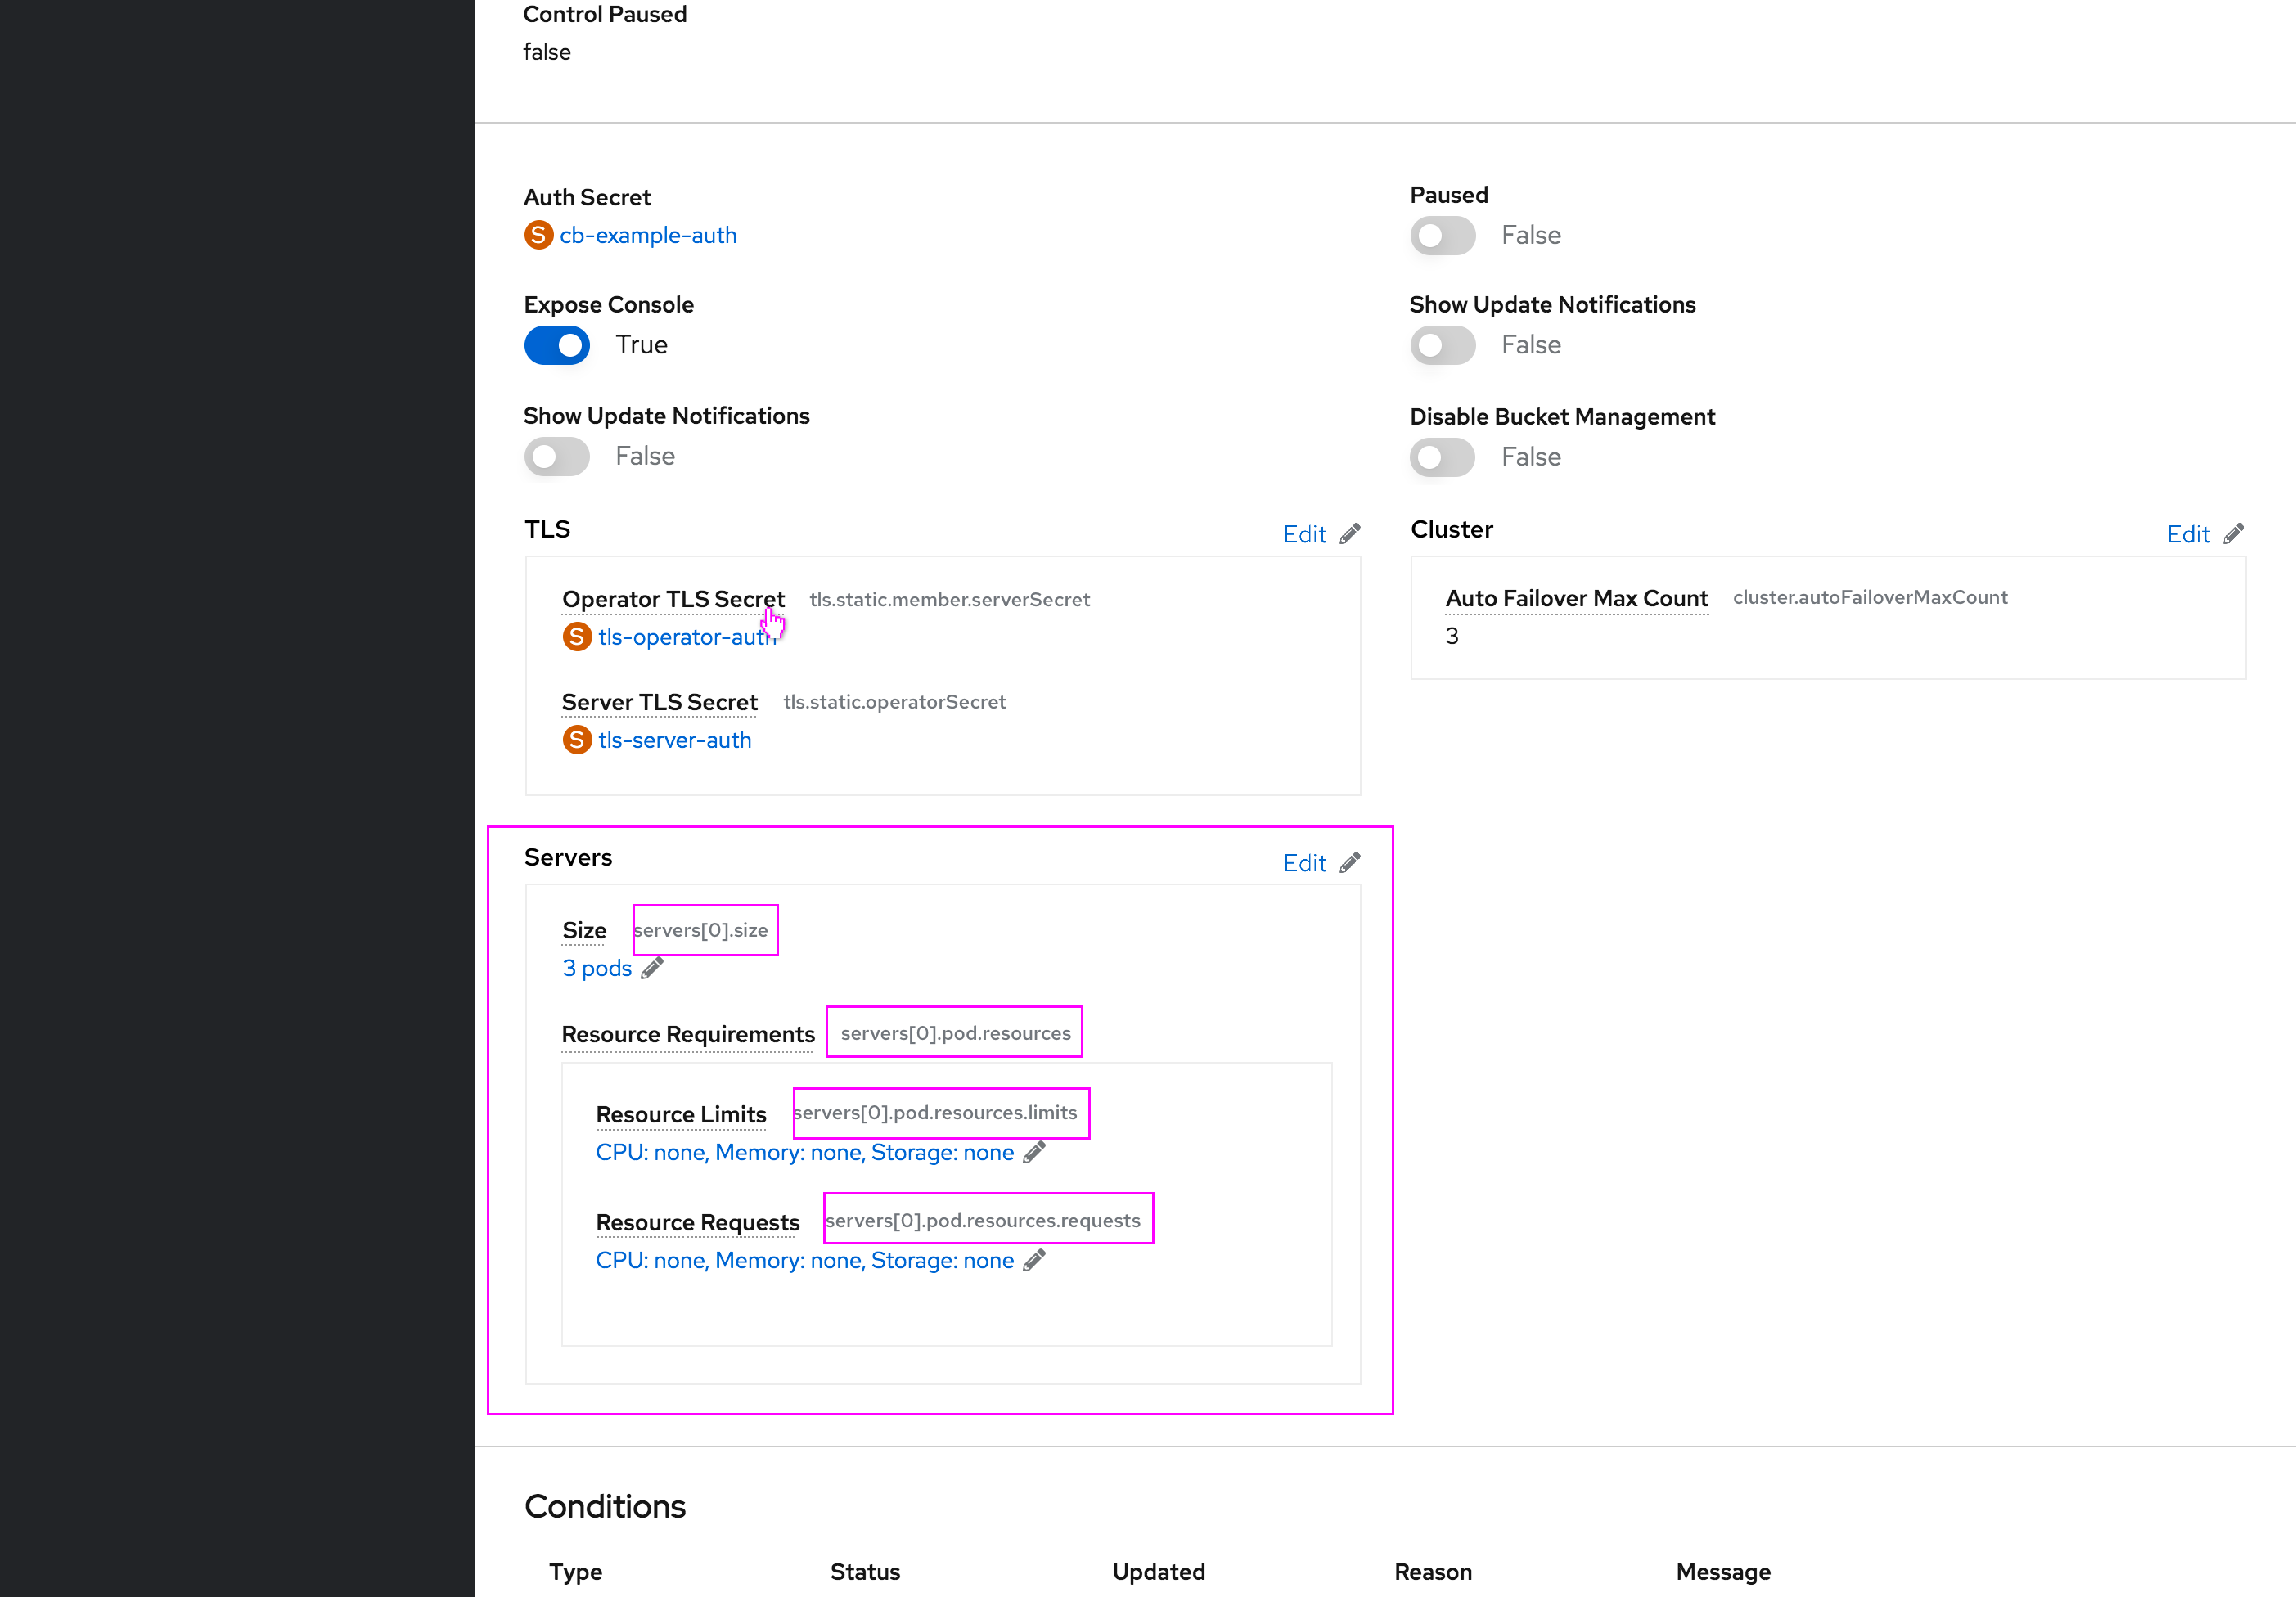 Control Paused
false
Auth Secret
S cb-example-auth
Paused
False
Expose Console
True
Show Update Notifications
False
Show Update Notifications
False
Disable Bucket Management
False
TLS
Edit
Operator TLS Secret tls.static.member.serverSecret
S tls-operator-auth
Server TLS Secret tls.static.operatorSecret
S tls-server-auth
Cluster
Edit
Auto Failover Max Count cluster.autoFailoverMaxCount
3
Servers
Edit
Size servers[0].size
3 pods
Resource Requirements servers[0].pod.resources
Resource Limits servers[0].pod.resources.limits
CPU: none, Memory: none, Storage: none
Resource Requests servers[0].pod.resources.requests
CPU: none, Memory: none, Storage: none
Conditions
Type Status Updated Reason Message